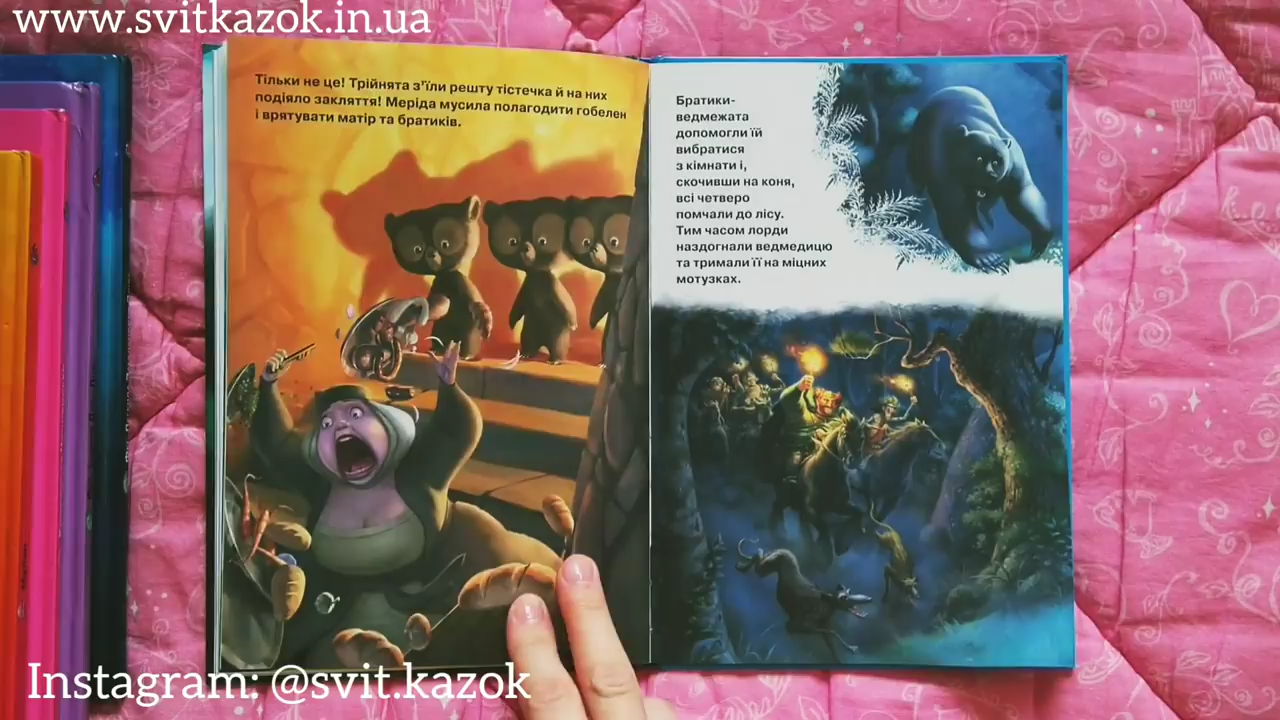 www.svitkazok.in.ua
Тільки не це! Трійнята з’їли решту тістечка й на них
подіяло закляття! Меріда мусила полагодити гобелен
і врятувати матір та братиків.
Братики-
ведмежата
допомогли їй
вибратися
з кімнати і,
скочивши на коня,
всі четверо
помчали до лісу.
Тим часом лорди
наздогнали ведмедицю
та тримали її на міцних
мотузках.
Instagram: @svit.kazok